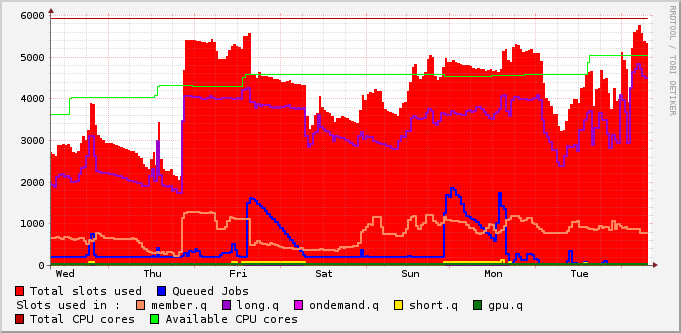 6000
5000
4000
3000
2000
1000
0
Wed Thu Fri Sat Sun Mon Tue
Total slots used Queued Jobs
Slots used in : member.q long.q ondemand.q short.q gpu.q
Total CPU cores Available CPU cores
RRDTOOL / TOBI OETIKER